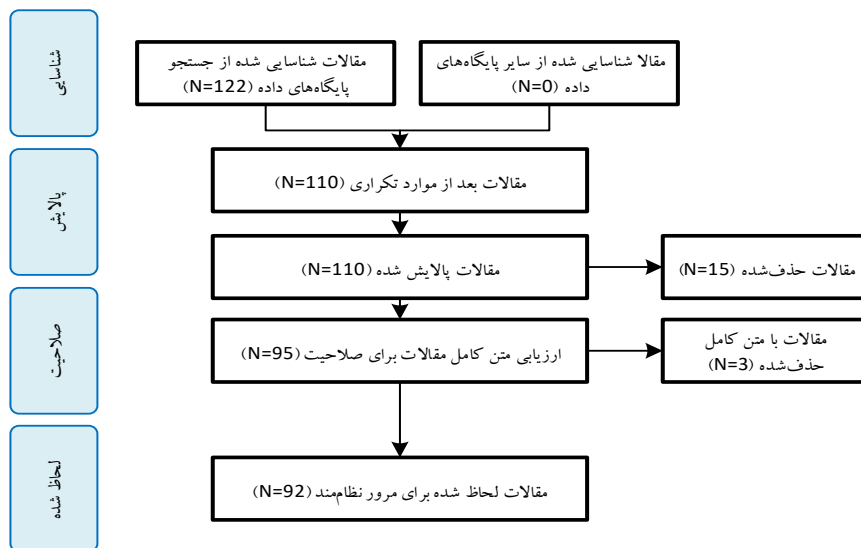 شناسایی
مقالات شناسایی شده از جستجو
پایگاه‌های داده (N=122)
مقالا شناسایی شده از سایر پایگاه‌های
داده (N=0)
پالایش
مقالات بعد از موارد تکراری (N=110)
مقالات پالایش شده (N=110)
مقالات حذف‌شده (N=15)
صلاحیت
ارزیابی متن کامل مقالات برای صلاحیت (N=95)
مقالات با متن کامل
حذف‌شده (N=3)
لحاظ شده
مقالات لحاظ شده برای مرور نظام‌مند (N=92)